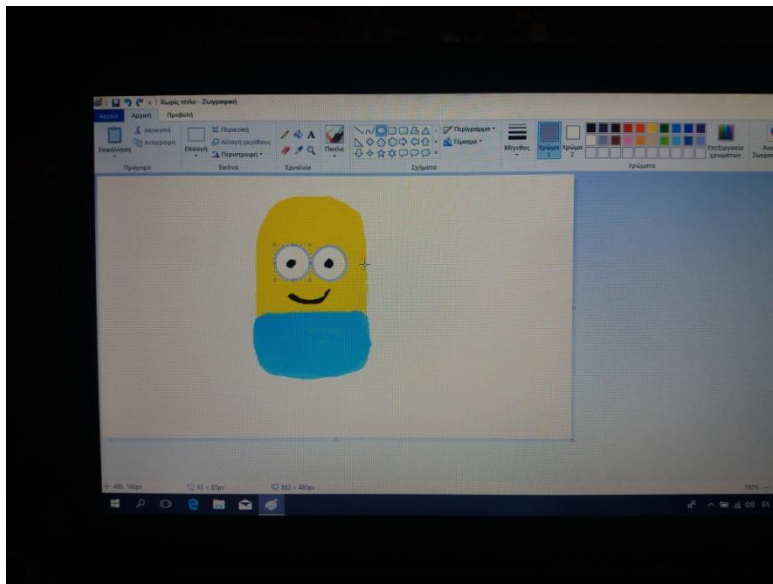 Χωρίς τίτλο - Ζωγραφική
Αρχείο Αρχική Προβολή
Επικόλληση
Αποκοπή
Αντιγραφή
Πρόχειρο
Επιλογή
Περικοπή
Αλλαγή μεγέθους
Περιστροφή
Εικόνα
A
Εργαλεία
Πινέλα
Σχήματα
Περίγραμμα
Γέμισμα
Μέγεθος
Χρώμα 1
Χρώμα 2
Χρώματα
Επεξεργασία χρωμάτων
100%